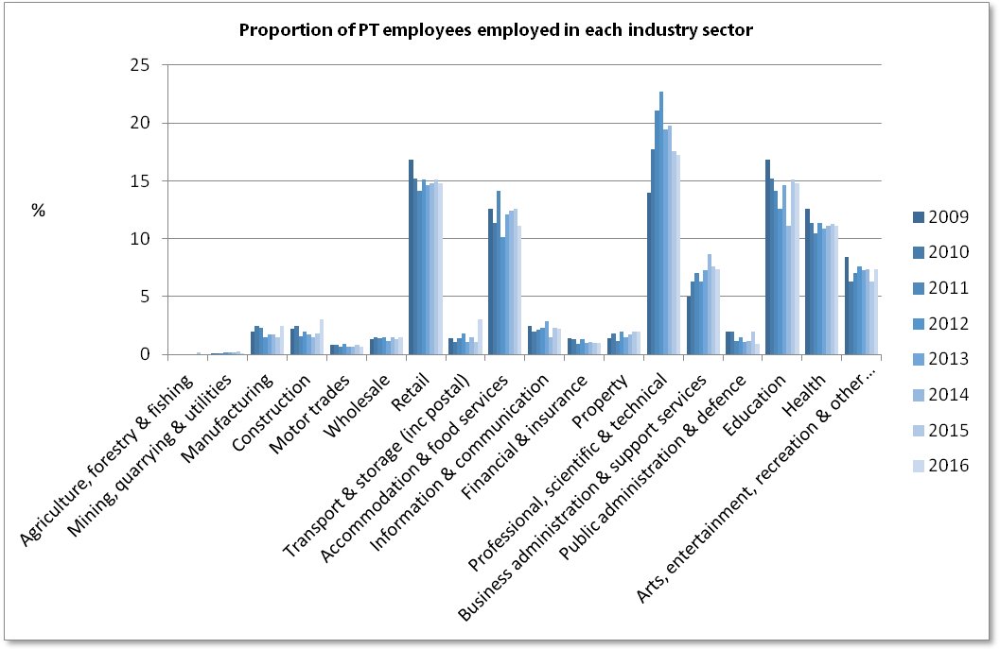 Proportion of PT employees employed in each industry sector
25
20
15
10
5
0
%
Agriculture, forestry & fishing
Mining, quarrying & utilities
Manufacturing
Construction
Motor trades
Wholesale
Retail
Transport & storage (inc postal)
Accommodation & food services
Information & communication
Financial & insurance
Property
Professional, scientific & technical
Business administration & support services
Public administration & defence
Education
Health
Arts, entertainment, recreation & other...
2009
2010
2011
2012
2013
2014
2015
2016